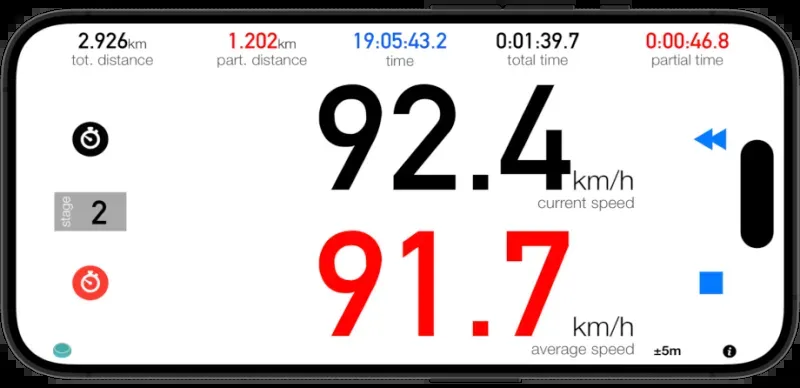 2.926km 1.202km 19:05:43.2 0:01:39.7 0:00:46.8
tot. distance part. distance time total time partial time
92.4 km/h
current speed
stage 2
91.7 km/h
average speed ±5m i